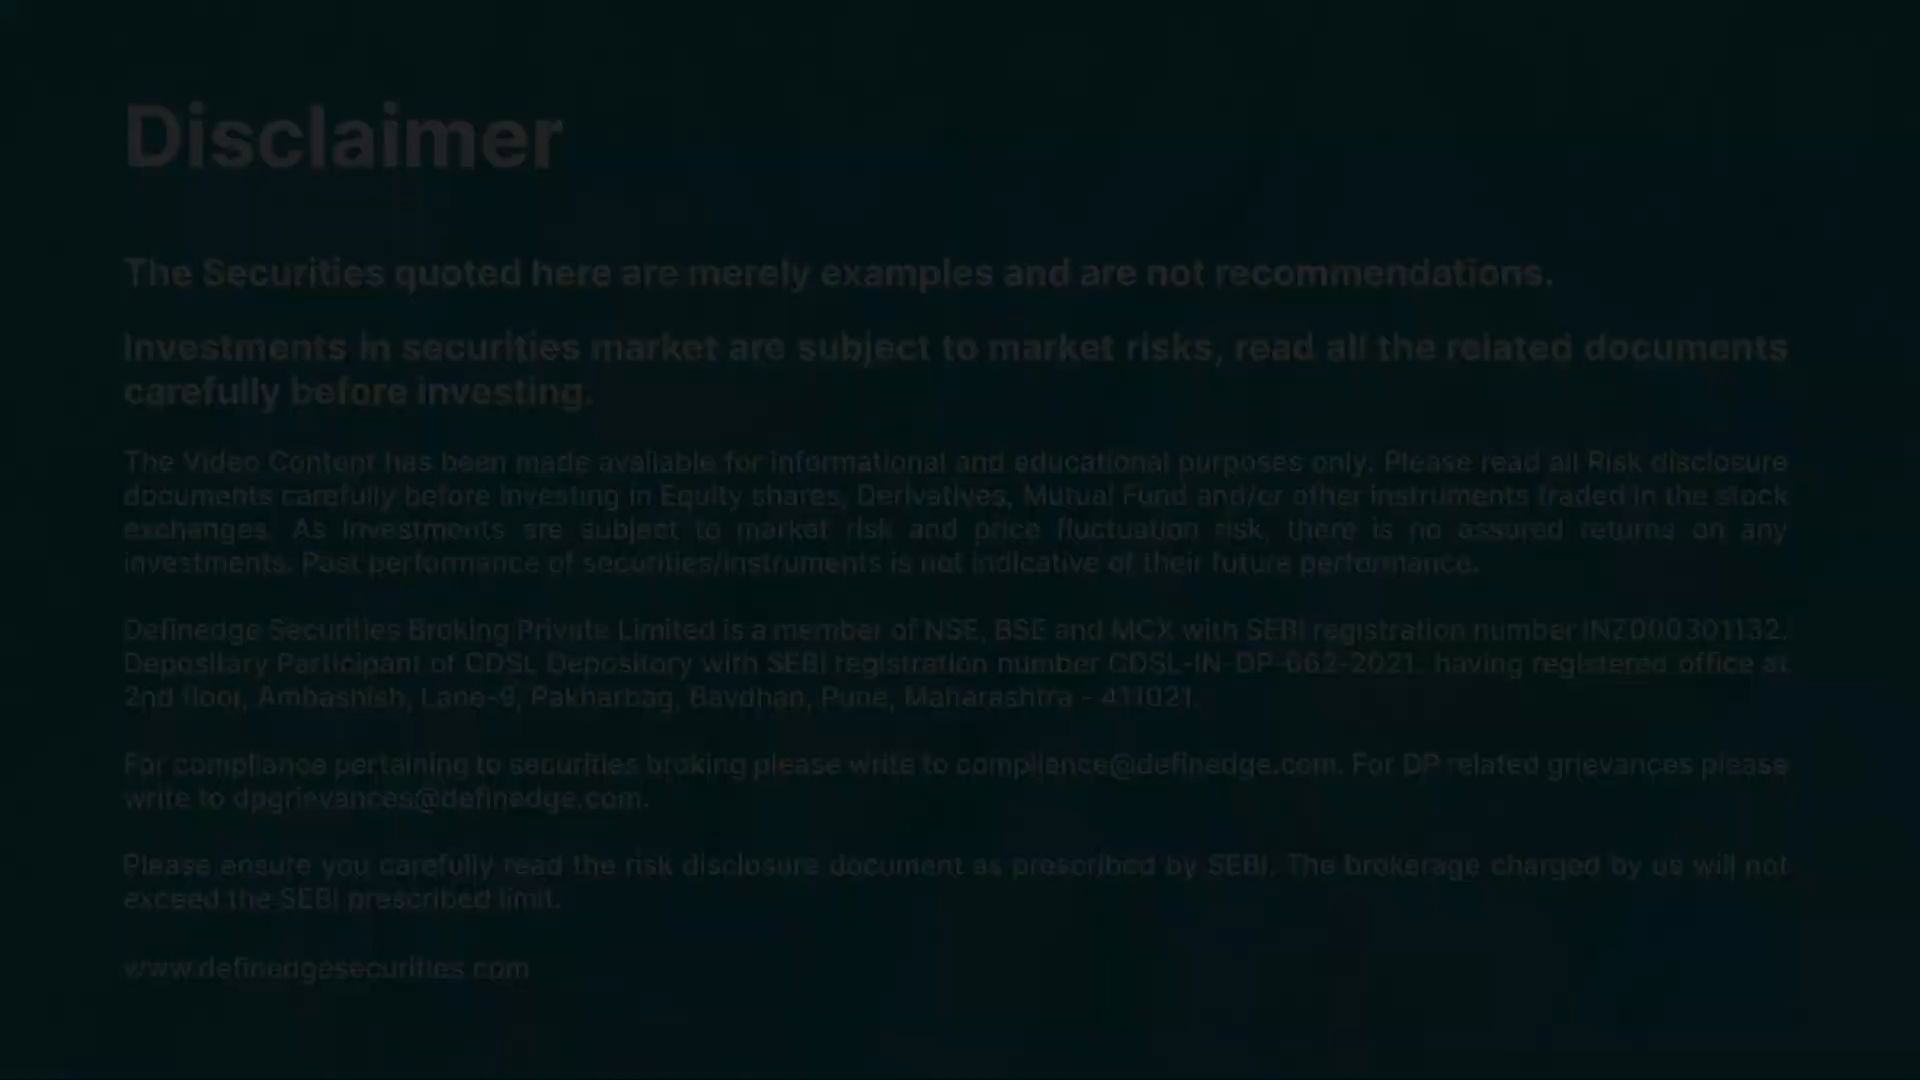 Disclaimer
The Securities quoted here are merely examples and are not recommendations.
Investments in securities market are subject to market risks, read all the related documents
carefully before investing.
The Video Content has been made available for informational and educational purposes only. Please read all Risk disclosure
documents carefully before investing in Equity shares, Derivatives, Mutual Fund and/or other instruments traded in the stock
exchanges. As Investments are subject to market risk and price fluctuation risk, there is no assured returns on any
investments. Past performance of securities/instruments is not indicative of their future performance.
Definedge Securities Broking Private Limited is a member of NSE, BSE and MCX with SEBI registration number INZ000301132.
Depositary Participant of CDSL Depository with SEBI registration number CDSL-IN-DP-662-2021. having registered office at
2nd floor, Ambashish, Lane-9, Pakharbag, Bavdhan, Pune, Maharashtra - 411021.
For compliance pertaining to securities broking please write to compliance@definedge.com. For DP related grievances please
write to dpgrievances@definedge.com.
Please ensure you carefully read the risk disclosure document as prescribed by SEBI. The brokerage charged by us will not
exceed the SEBI prescribed limit.
www.definedgesecurities.com